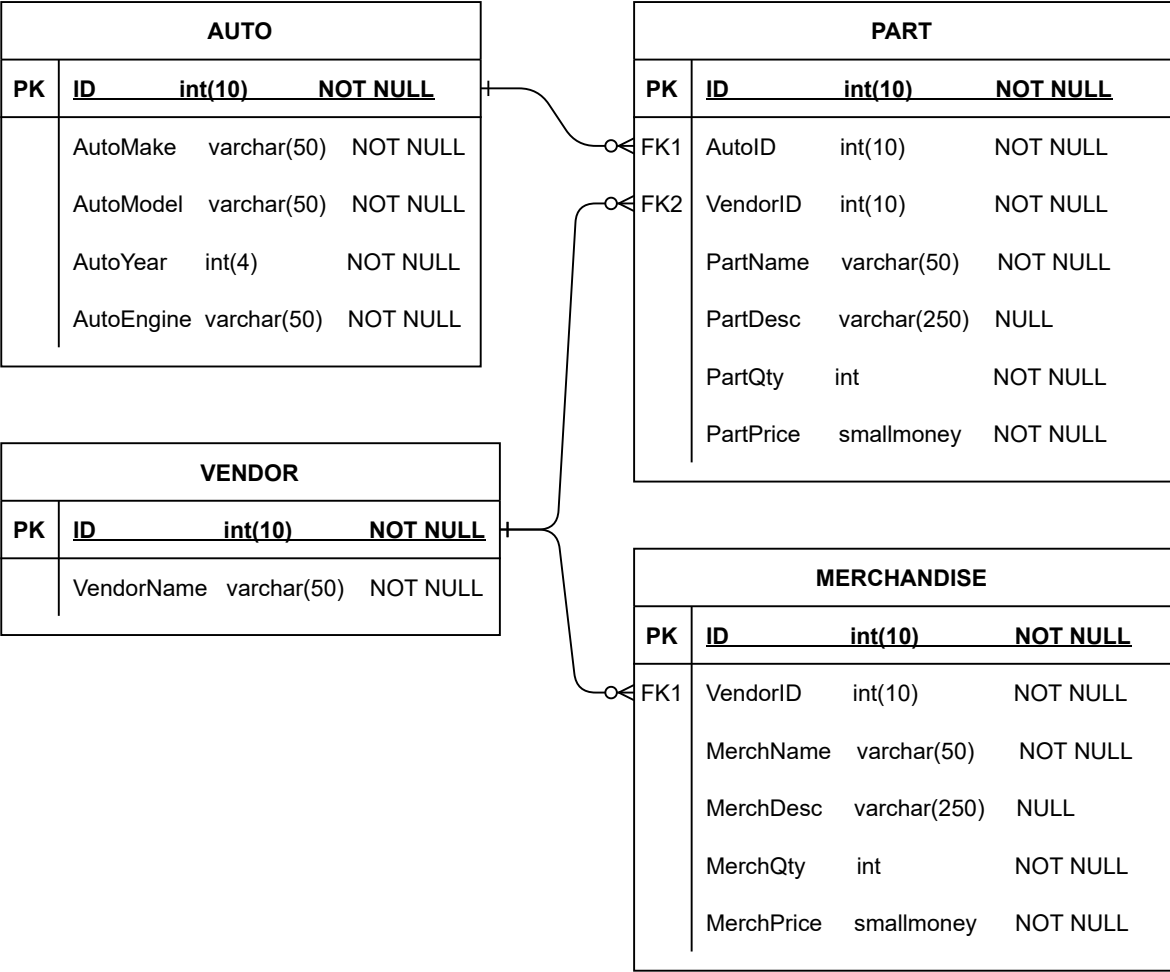 AUTO
PK ID int(10) NOT NULL
AutoMake varchar(50) NOT NULL
AutoModel varchar(50) NOT NULL
AutoYear int(4) NOT NULL
AutoEngine varchar(50) NOT NULL
PART
PK ID int(10) NOT NULL
FK1 AutoID int(10) NOT NULL
FK2 VendorID int(10) NOT NULL
PartName varchar(50) NOT NULL
PartDesc varchar(250) NULL
PartQty int NOT NULL
PartPrice smallmoney NOT NULL
VENDOR
PK ID int(10) NOT NULL
VendorName varchar(50) NOT NULL
MERCHANDISE
PK ID int(10) NOT NULL
FK1 VendorID int(10) NOT NULL
MerchName varchar(50) NOT NULL
MerchDesc varchar(250) NULL
MerchQty int NOT NULL
MerchPrice smallmoney NOT NULL